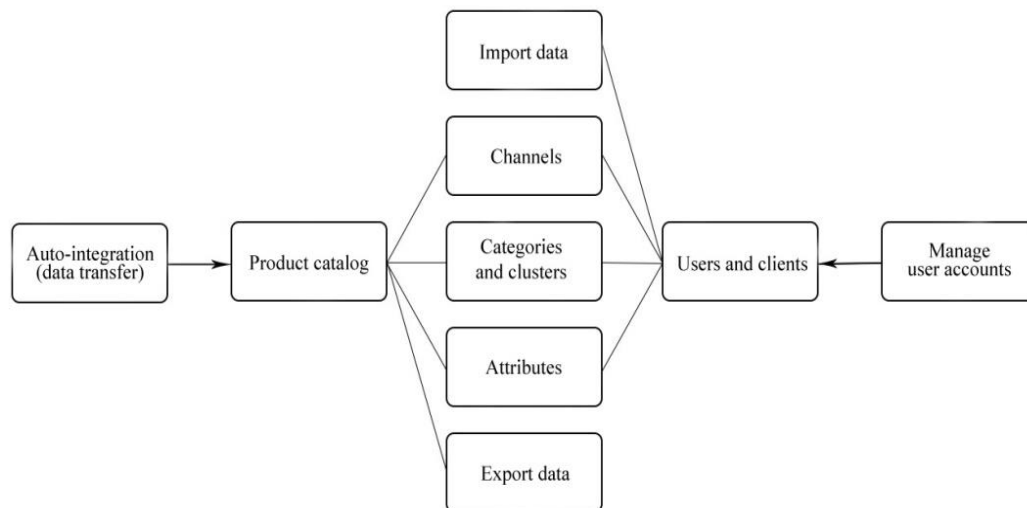 Import data
Channels
Auto-integration
(data transfer)
Product catalog
Categories
and clusters
Users and clients
Manage
user accounts
Attributes
Export data